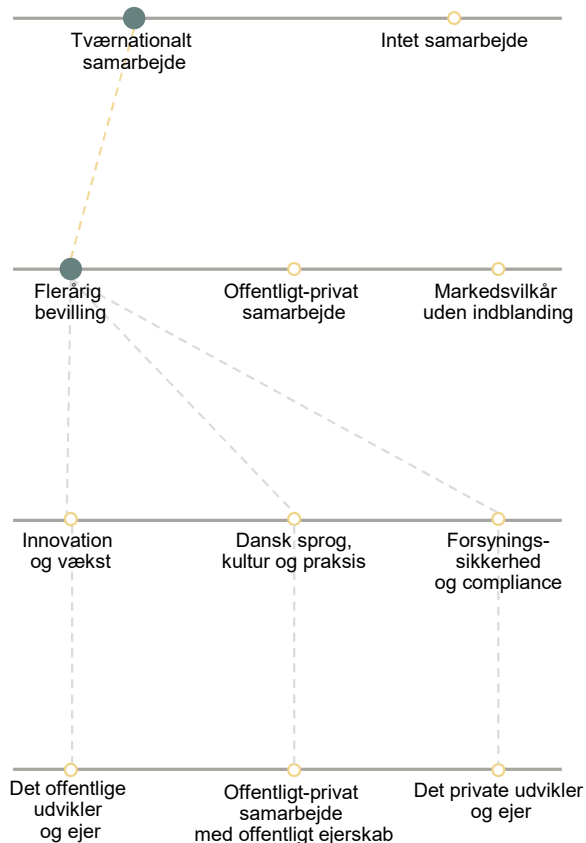 Tværnationalt
samarbejde
Intet samarbejde
Flerårig
bevilling
Offentligt-privat
samarbejde
Markedsvilkår
uden indblanding
Innovation
og vækst
Dansk sprog,
kultur og praksis
Forsynings-
sikkerhed
og compliance
Det offentlige
udvikler
og ejer
Offentligt-privat
samarbejde
med offentligt ejerskab
Det private udvikler
og ejer